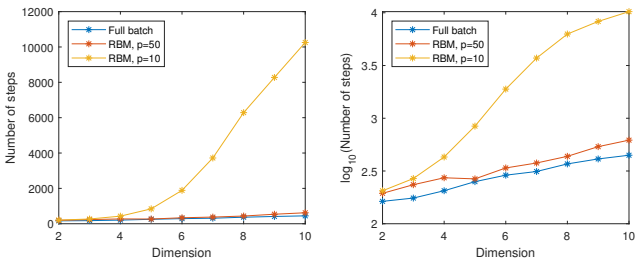 12000
10000
8000
6000
4000
2000
0
Number of steps
Full batch
RBM, p=50
RBM, p=10
2
4
6
8
10
Dimension
4
3.5
3
2.5
2
log10(Number of steps)
Full batch
RBM, p=50
RBM, p=10
2
4
6
8
10
Dimension